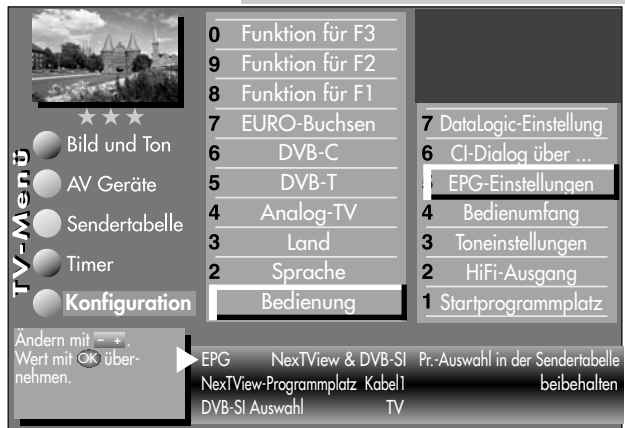 TV-Menü
Bild und Ton
AV Geräte
Sendertabelle
Timer
Konfiguration
0 Funktion für F3
9 Funktion für F2
8 Funktion für F1
7 EURO-Buchsen
6 DVB-C
5 DVB-T
4 Analog-TV
3 Land
2 Sprache
Bedienung
7 DataLogic-Einstellung
6 CI-Dialog über ...
5 EPG-Einstellungen
4 Bedienumfang
3 Toneinstellungen
2 HiFi-Ausgang
1 Startprogrammplatz
Ändern mit - + .
Wert mit OK über-
nehmen.
EPG NexTView & DVB-SI
NexTView-Programmplatz Kabel1
DVB-SI Auswahl TV
Pr.-Auswahl in der Sendertabelle
beibehalten